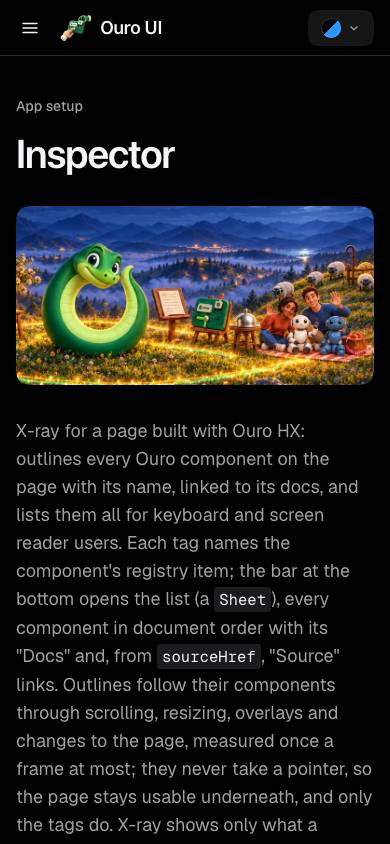 Ouro UI
App setup
Inspector
X-ray for a page built with Ouro HX:
outlines every Ouro component on the
page with its name, linked to its docs, and
lists them all for keyboard and screen
reader users. Each tag names the
component's registry item; the bar at the
bottom opens the list (a Sheet), every
component in document order with its
"Docs" and, from sourceHref, "Source"
links. Outlines follow their components
through scrolling, resizing, overlays and
changes to the page, measured once a
frame at most; they never take a pointer, so
the page stays usable underneath, and only
the tags do. X-ray shows only what a